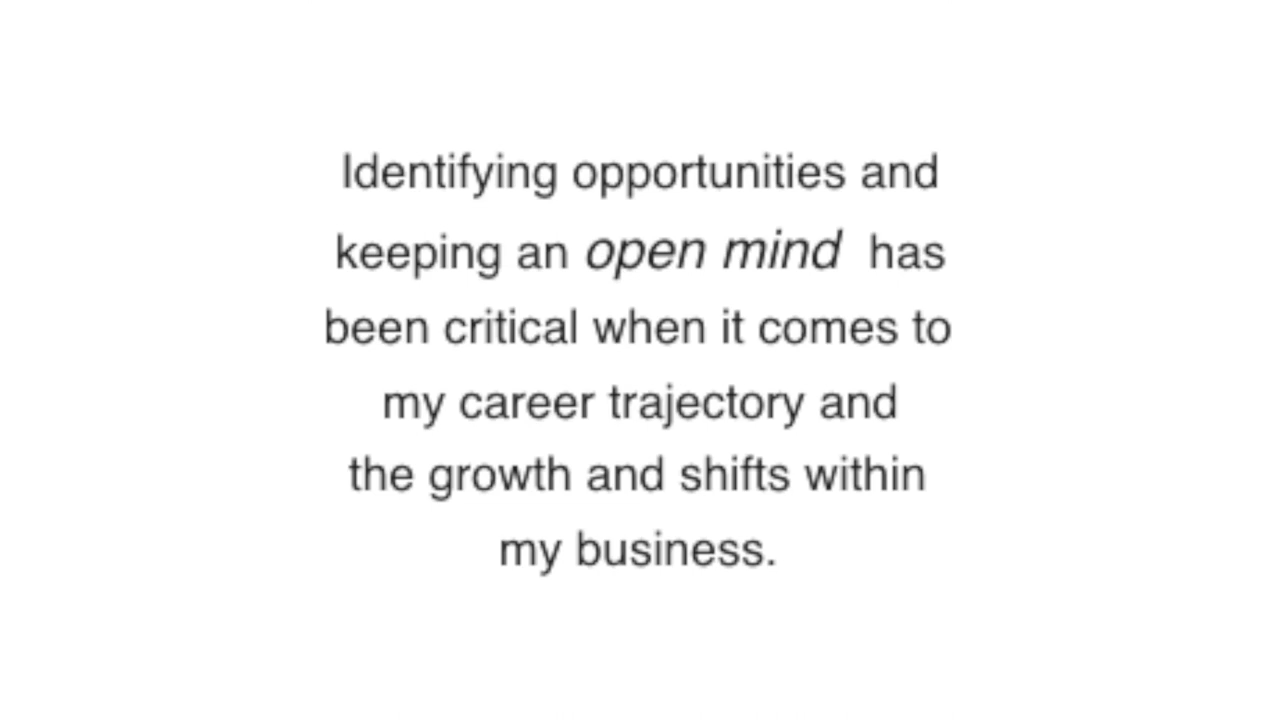 Identifying opportunities and
keeping an open mind has
been critical when it comes to
my career trajectory and
the growth and shifts within
my business.